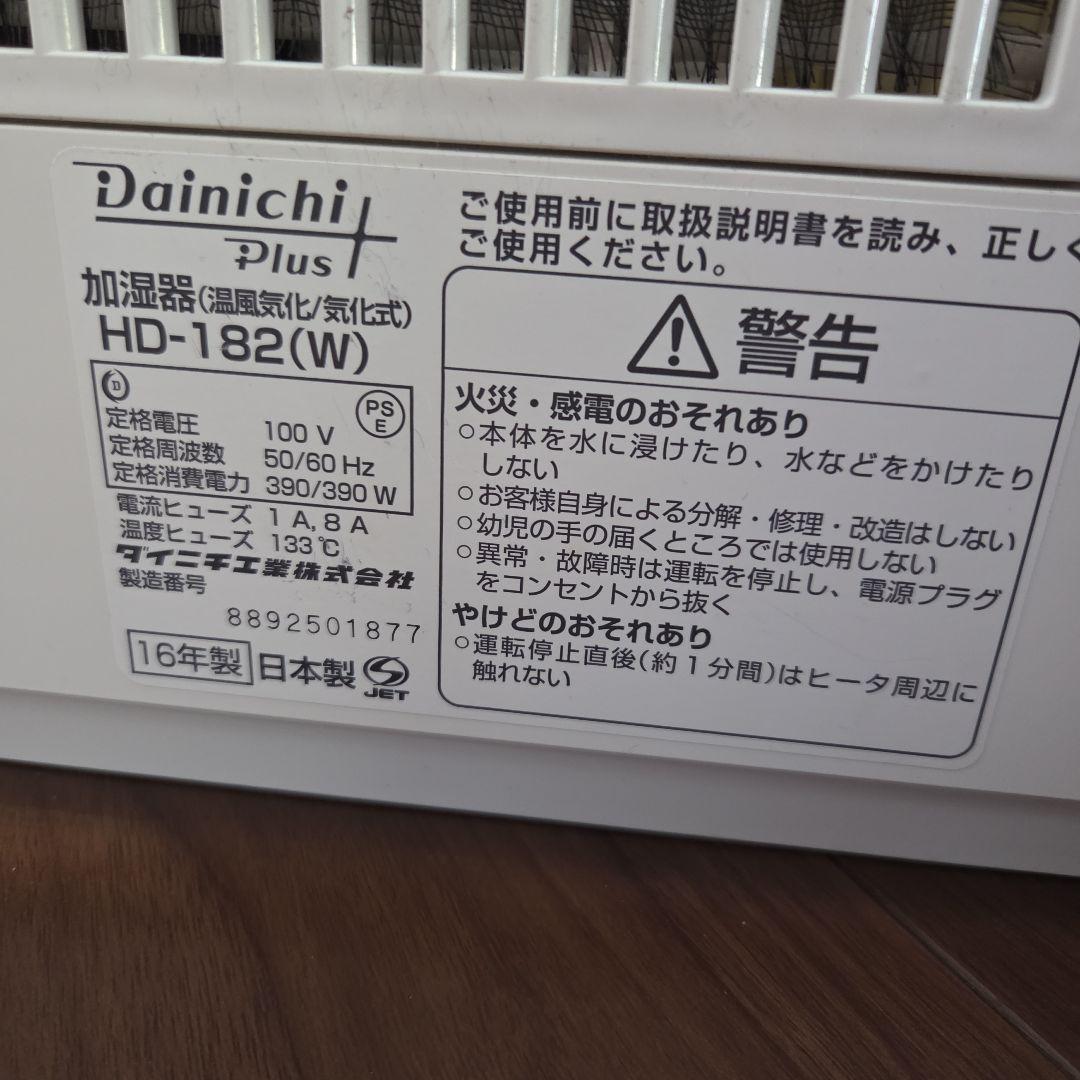 Dainichi
Plus
加湿器(温風気化/気化式)
HD-182(W)
D
PS
E
定格電圧 100 V
定格周波数 50/60 Hz
定格消費電力 390/390 W
電流ヒューズ 1 A, 8 A
温度ヒューズ 133℃
ダイニチ工業株式会社
製造番号
8892501877
16年製 日本製 JET
ご使用前に取扱説明書を読み、正しく
ご使用ください。
警告
火災・感電のおそれあり
○本体を水に浸けたり、水などをかけたり
しない
○お客様自身による分解・修理・改造はしない
○幼児の手の届くところでは使用しない
○異常・故障時は運転を停止し、電源プラグ
をコンセントから抜く
やけどのおそれあり
○運転停止直後(約1分間)はヒータ周辺に
触れない